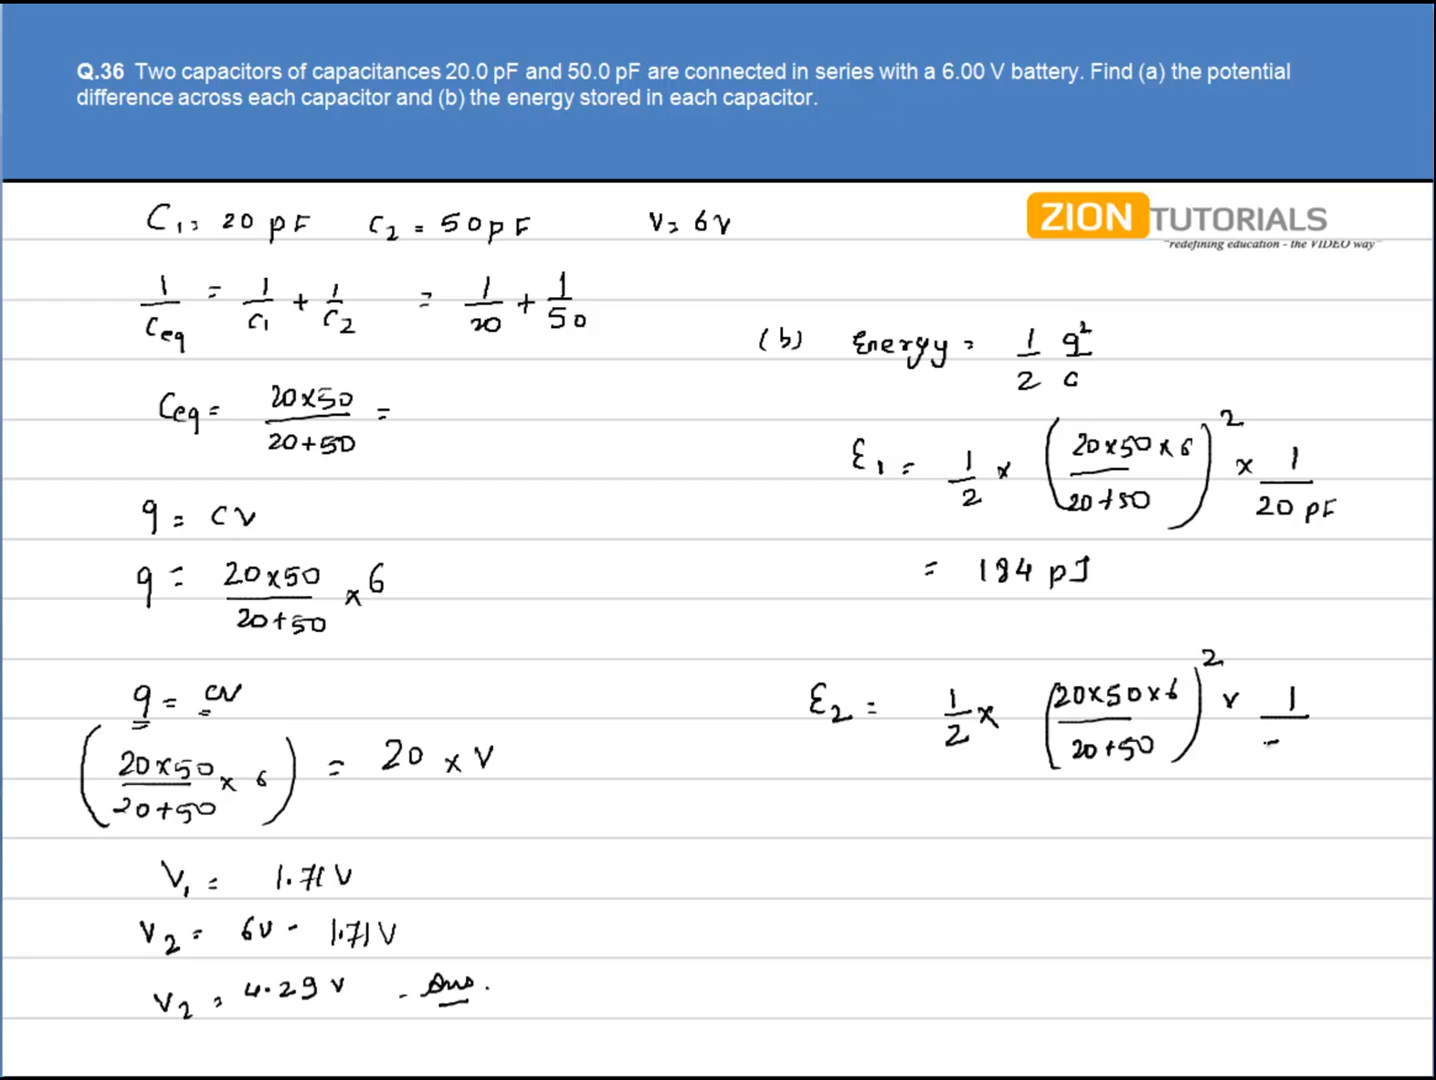 Q.36 Two capacitors of capacitances 20.0 pF and 50.0 pF are connected in series with a 6.00 V battery. Find (a) the potential
difference across each capacitor and (b) the energy stored in each capacitor.
ZION TUTORIALS
"redefining education - the VIDEO way"
C₁ = 20 pF C₂ = 50 pF V = 6V
1/Ceq = 1/C₁ + 1/C₂ = 1/20 + 1/50
Ceq = 20×50/20+50 =
q = CV
q = 20×50/20+50 × 6
q = CV
(20×50/20+50 × 6) = 20 × V
V₁ = 1.71 V
V₂ = 6V - 1.71 V
V₂ = 4.29 V - Ans.
(b) Energy = 1/2 q²/C
E₁ = 1/2 × (20×50×6/20+50)² × 1/20 pF
= 184 pJ
E₂ = 1/2 × (20×50×6/20+50)² × 1/